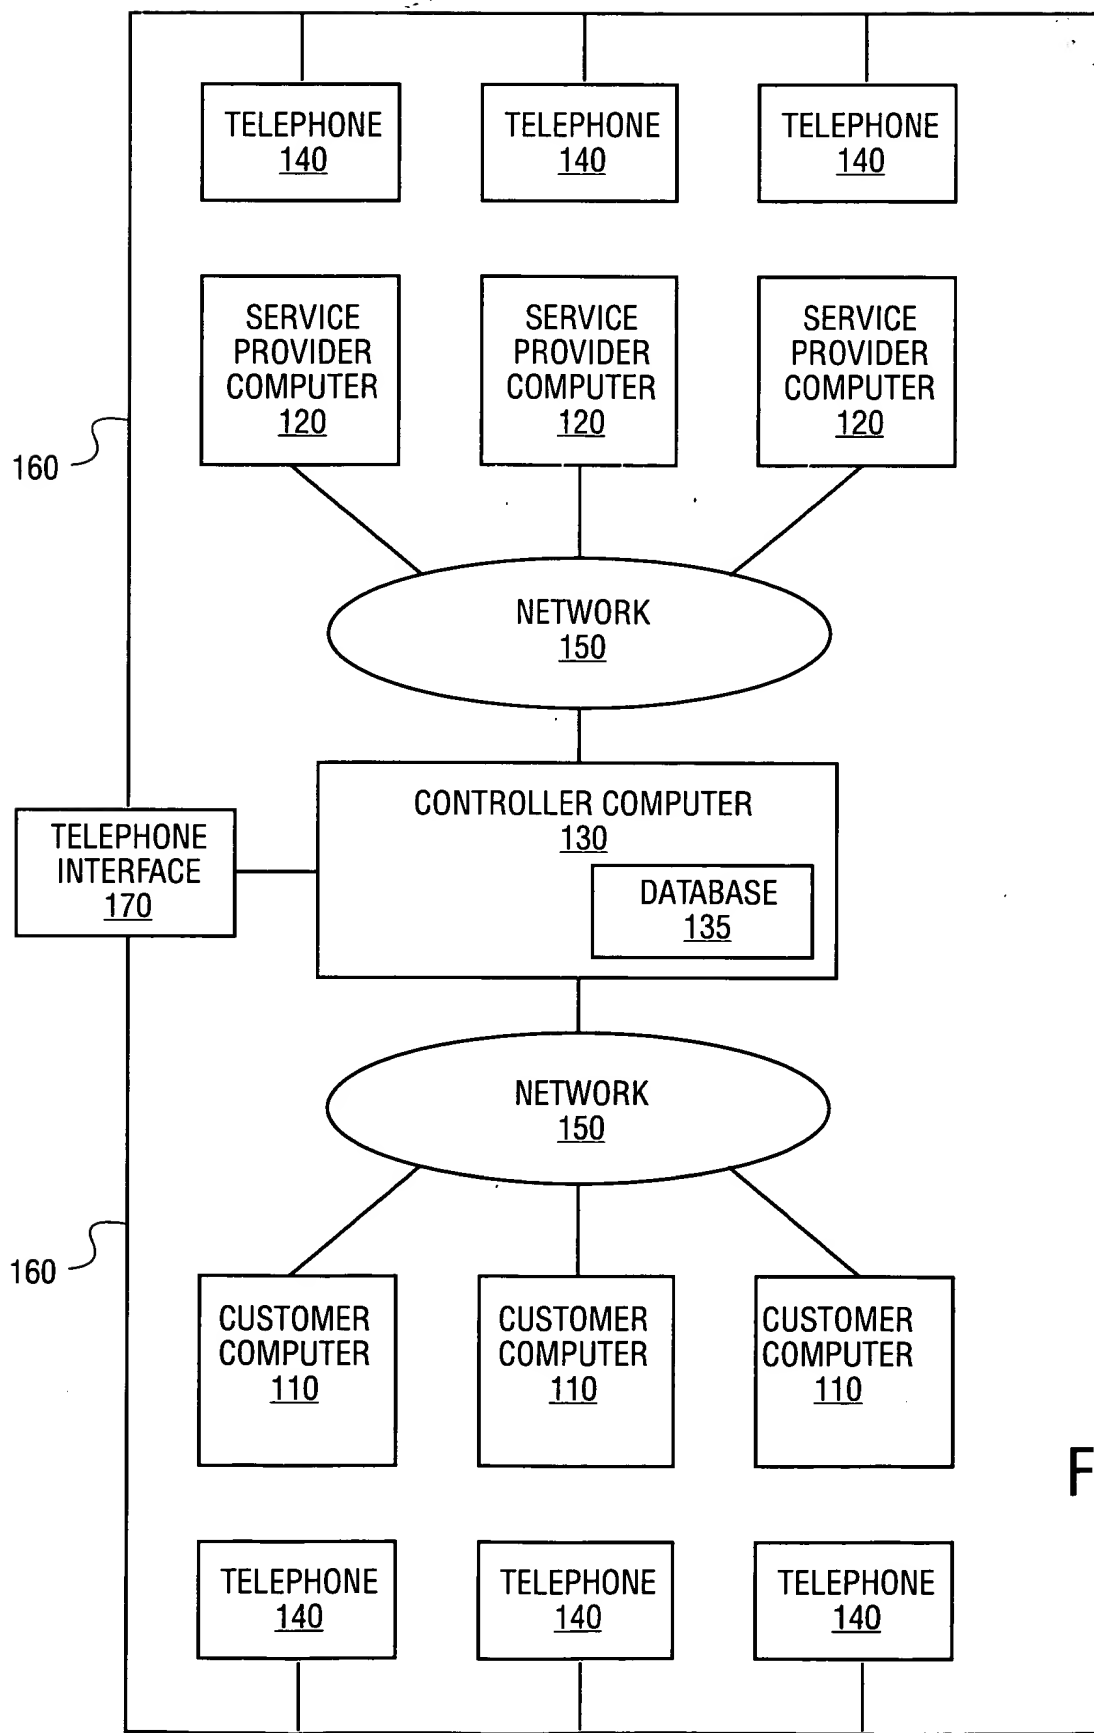 TELEPHONE
140
TELEPHONE
140
TELEPHONE
140
SERVICE
PROVIDER
COMPUTER
120
SERVICE
PROVIDER
COMPUTER
120
SERVICE
PROVIDER
COMPUTER
120
160
NETWORK
150
CONTROLLER COMPUTER
130
DATABASE
135
TELEPHONE
INTERFACE
170
NETWORK
150
160
CUSTOMER
COMPUTER
110
CUSTOMER
COMPUTER
110
CUSTOMER
COMPUTER
110
F
TELEPHONE
140
TELEPHONE
140
TELEPHONE
140